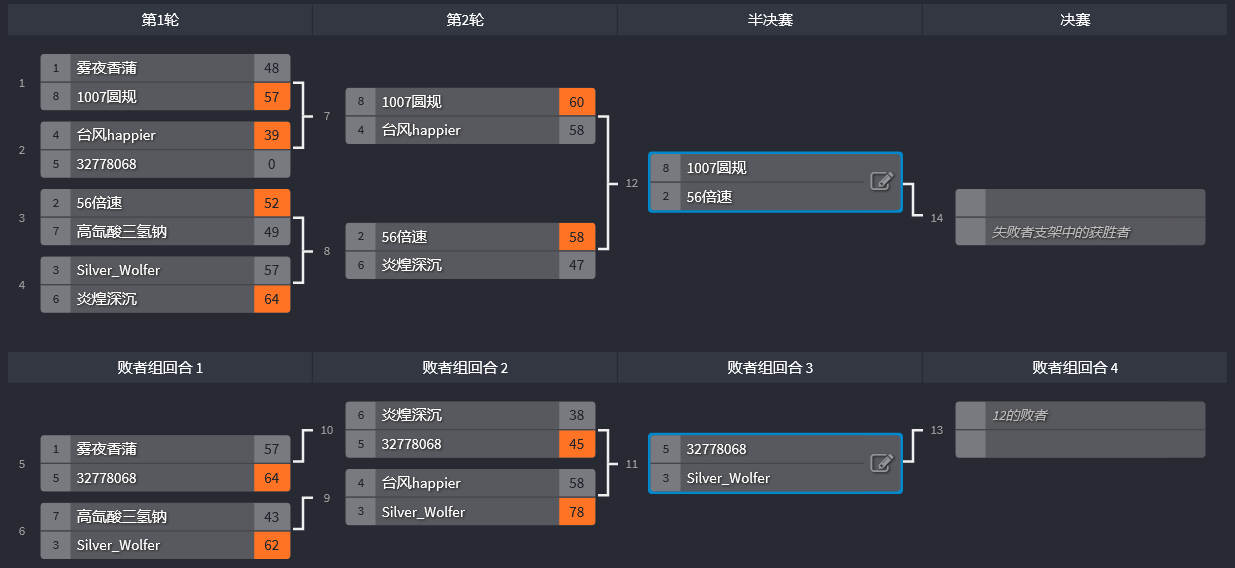 第1轮 第2轮 半决赛 决赛
1
1 雾夜香蒲 48
8 1007圆规 57
2
4 台风happier 39
5 32778068 0
3
2 56倍速 52
7 高氙酸三氢钠 49
4
3 Silver_Wolfer 57
6 炎煌深沉 64
7
8 1007圆规 60
4 台风happier 58
8
2 56倍速 58
6 炎煌深沉 47
12
8 1007圆规
2 56倍速
14
失败者支架中的获胜者
败者组回合 1 败者组回合 2 败者组回合 3 败者组回合 4
5
1 雾夜香蒲 57
5 32778068 64
6
7 高氙酸三氢钠 43
3 Silver_Wolfer 62
10
6 炎煌深沉 38
5 32778068 45
9
4 台风happier 58
3 Silver_Wolfer 78
11
5 32778068
3 Silver_Wolfer
13
12的败者